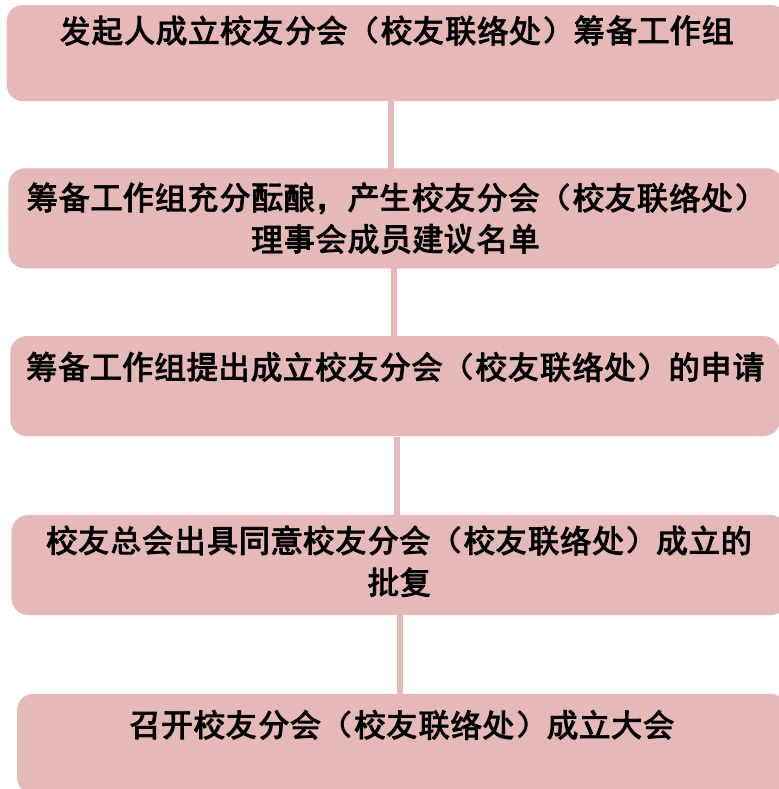 发起人成立校友分会（校友联络处）筹备工作组
筹备工作组充分酝酿，产生校友分会（校友联络处）
理事会成员建议名单
筹备工作组提出成立校友分会（校友联络处）的申请
校友总会出具同意校友分会（校友联络处）成立的
批复
召开校友分会（校友联络处）成立大会